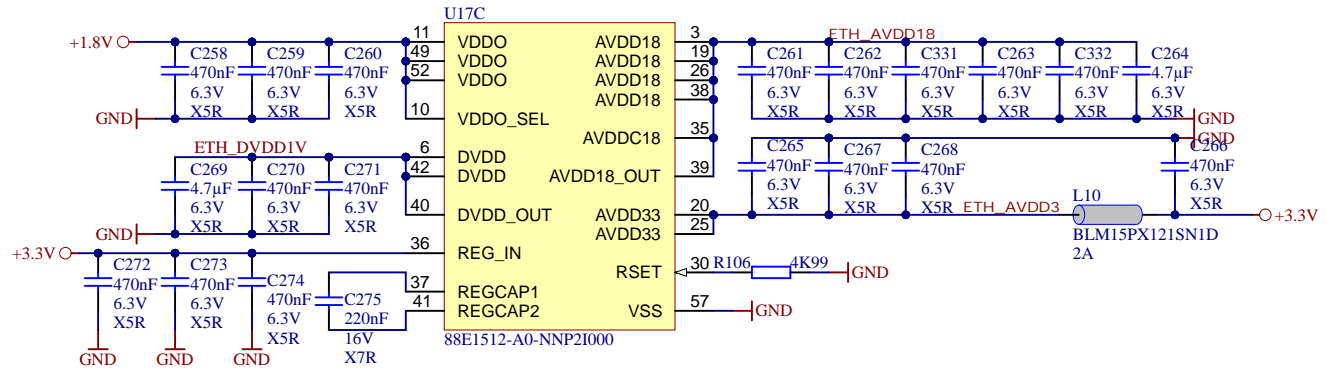 U17C
+1.8V
11
VDDO
49
VDDO
52
VDDO
10
VDDO_SEL
GND
C258
470nF
6.3V
X5R
C259
470nF
6.3V
X5R
C260
470nF
6.3V
X5R
ETH_DVDD1V
6
DVDD
42
DVDD
40
DVDD_OUT
GND
C269
4.7µF
6.3V
X5R
C270
470nF
6.3V
X5R
C271
470nF
6.3V
X5R
+3.3V
36
REG_IN
C272
470nF
6.3V
X5R
GND
C273
470nF
6.3V
X5R
GND
C274
470nF
6.3V
X5R
GND
37
REGCAP1
41
REGCAP2
C275
220nF
16V
X7R
88E1512-A0-NNP2I000
AVDD18
3
AVDD18
19
AVDD18
26
AVDD18
38
AVDDC18
35
AVDD18_OUT
39
AVDD33
20
AVDD33
25
RSET
30
VSS
57
ETH_AVDD18
C261
470nF
6.3V
X5R
C262
470nF
6.3V
X5R
C331
470nF
6.3V
X5R
C263
470nF
6.3V
X5R
C332
470nF
6.3V
X5R
C264
4.7µF
6.3V
X5R
GND
GND
C265
470nF
6.3V
X5R
C267
470nF
6.3V
X5R
C268
470nF
6.3V
X5R
C266
470nF
6.3V
X5R
ETH_AVDD3
L10
BLM15PX121SN1D
2A
+3.3V
R106
4K99
GND
GND